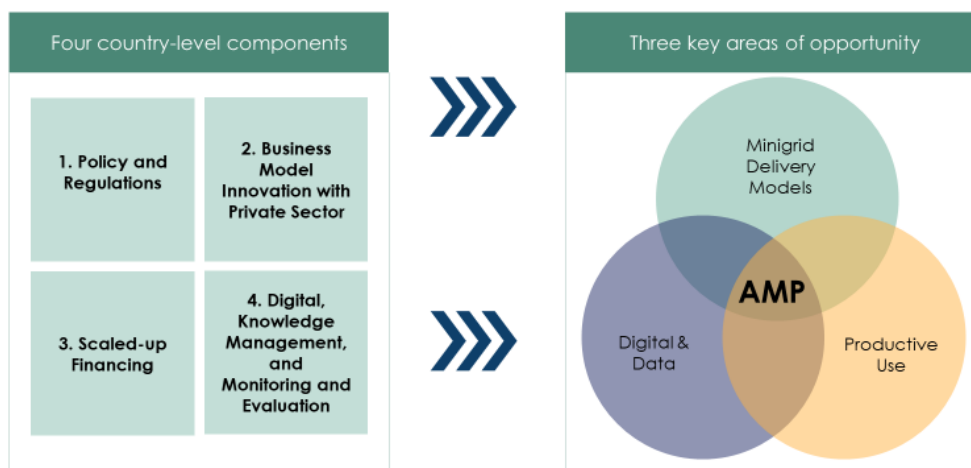 Four country-level components
1. Policy and
Regulations
2. Business
Model
Innovation with
Private Sector
3. Scaled-up
Financing
4. Digital,
Knowledge
Management,
and
Monitoring and
Evaluation
Three key areas of opportunity
Minigrid
Delivery
Models
AMP
Digital &
Data
Productive
Use